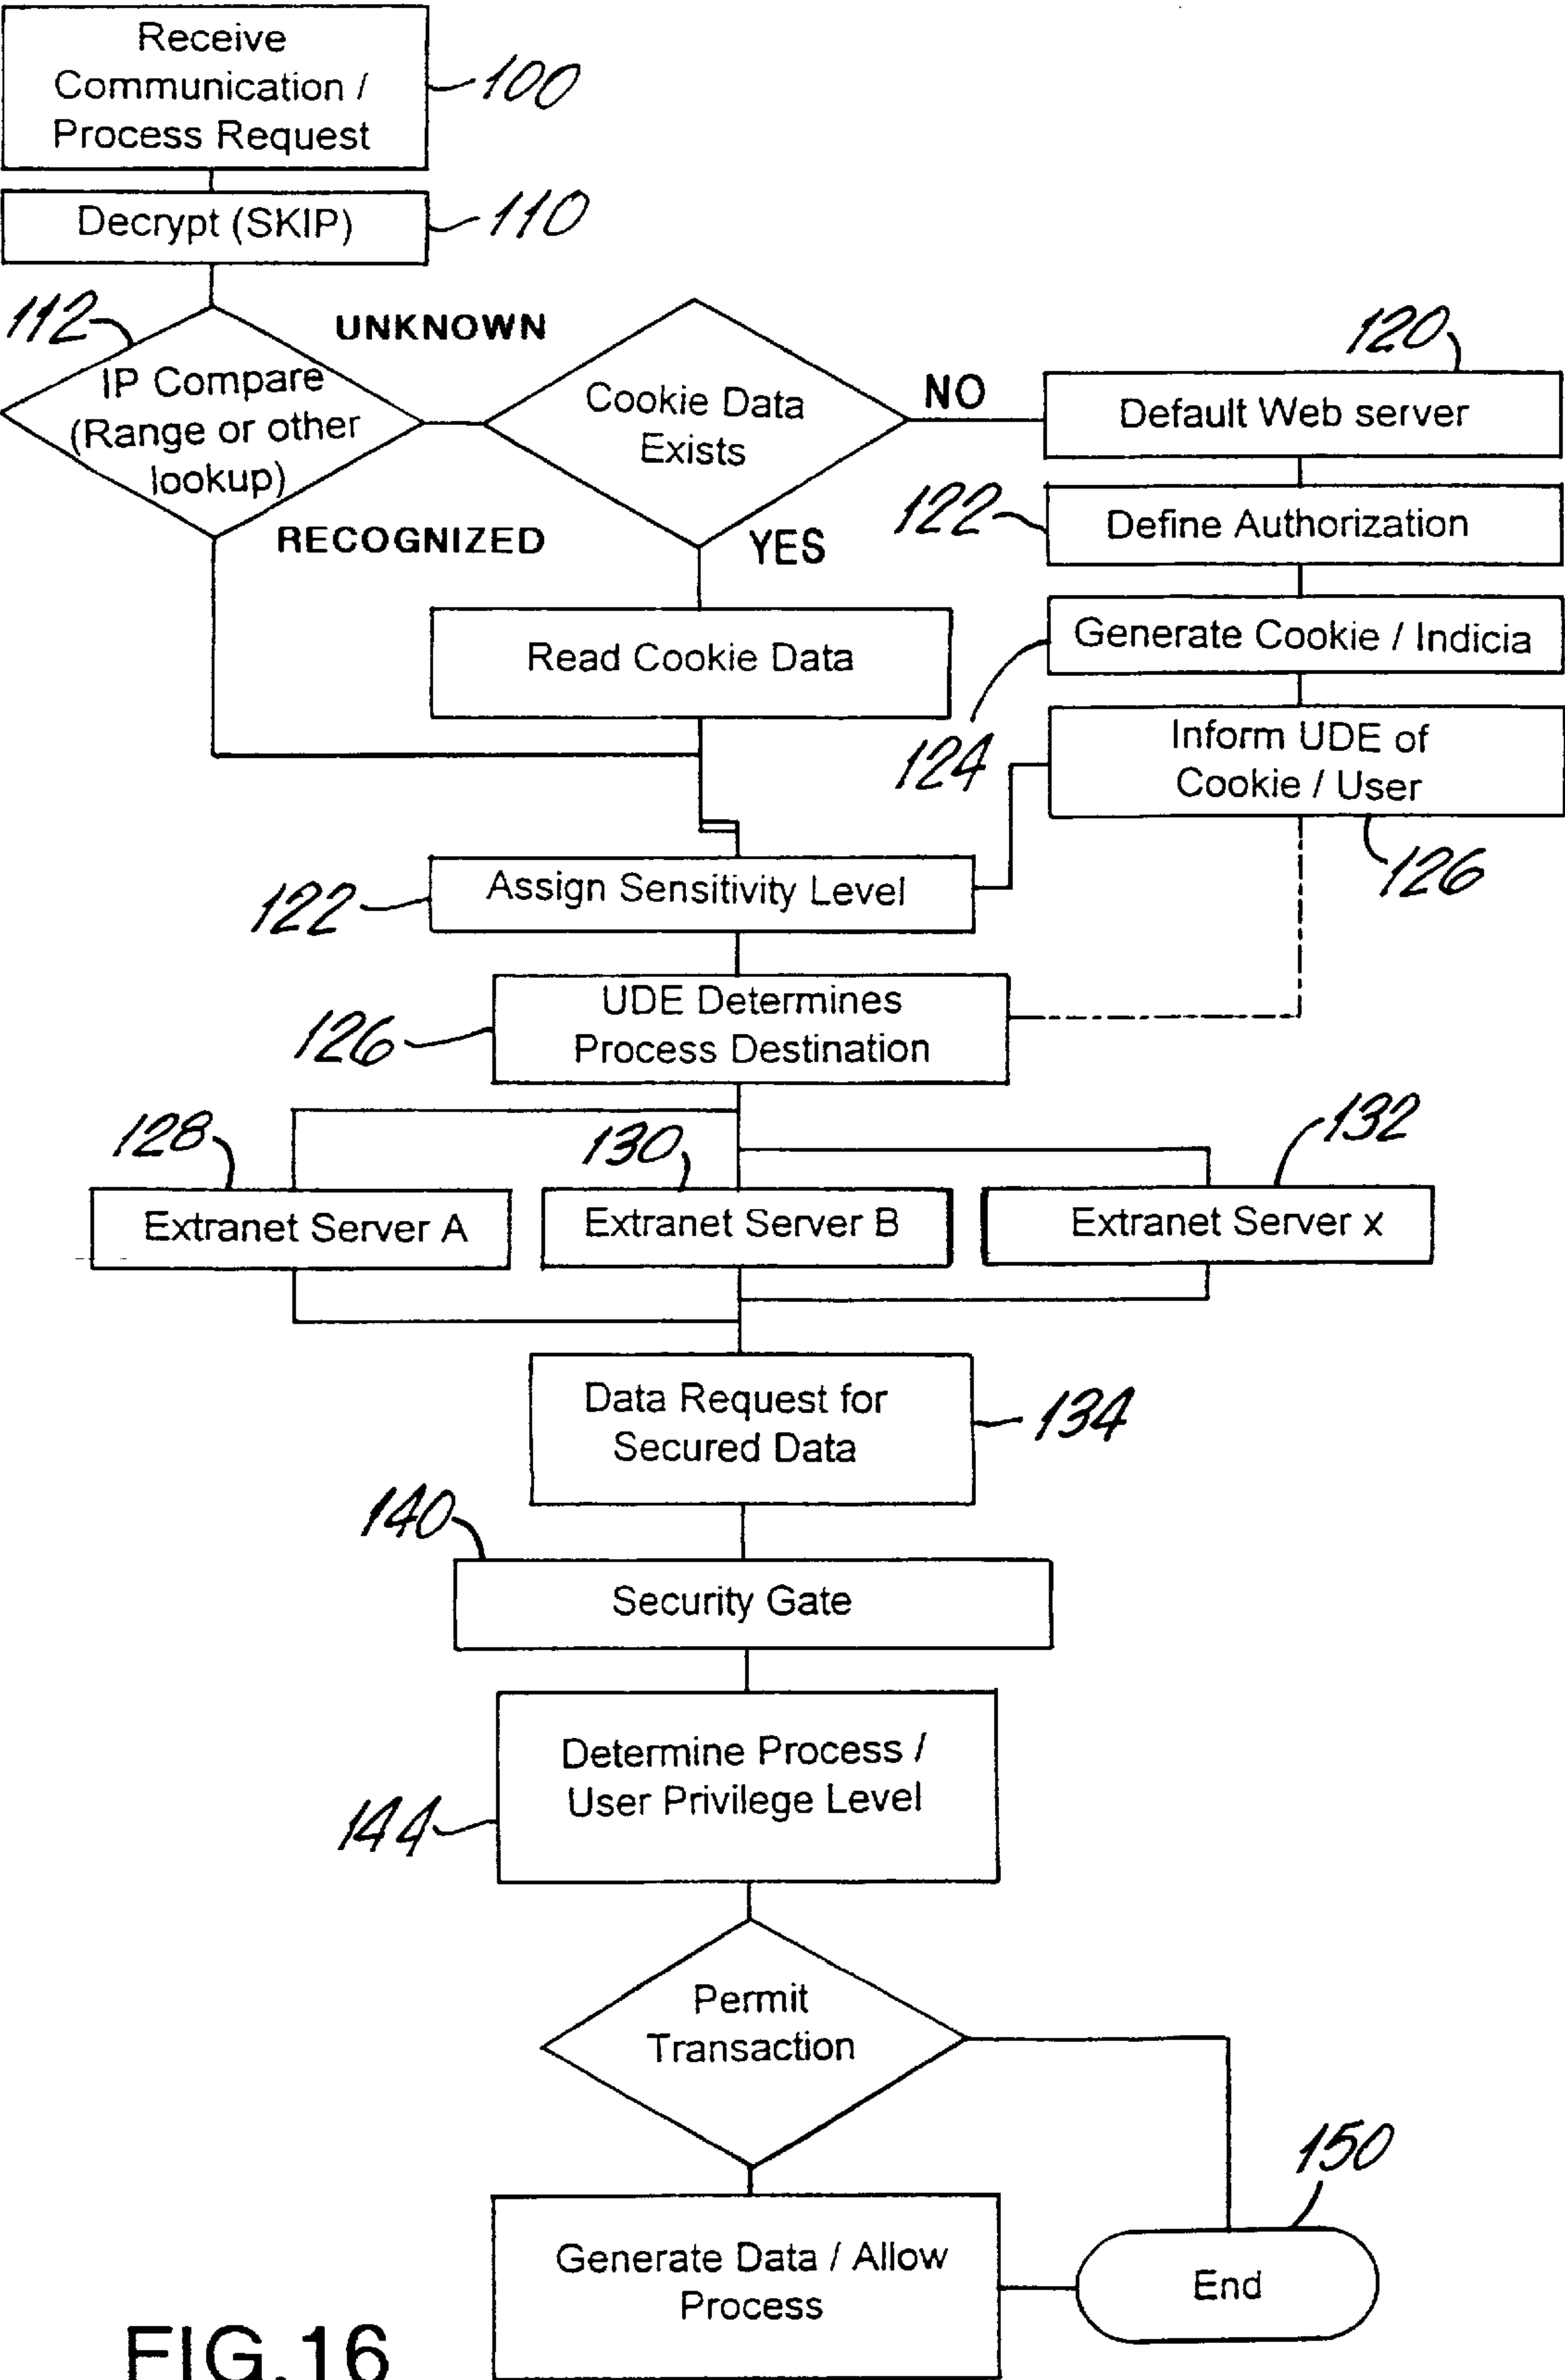 Receive
Communication /
Process Request
100
Decrypt (SKIP)
110
112
UNKNOWN
IP Compare
(Range or other
lookup)
RECOGNIZED
Cookie Data
Exists
NO
YES
120
Default Web server
122
Define Authorization
Generate Cookie / Indicia
124
Read Cookie Data
Inform UDE of
Cookie / User
126
122
Assign Sensitivity Level
126
UDE Determines
Process Destination
128
130
132
Extranet Server A
Extranet Server B
Extranet Server x
Data Request for
Secured Data
134
140
Security Gate
Determine Process /
User Privilege Level
144
Permit
Transaction
150
Generate Data / Allow
Process
End
FIG.16